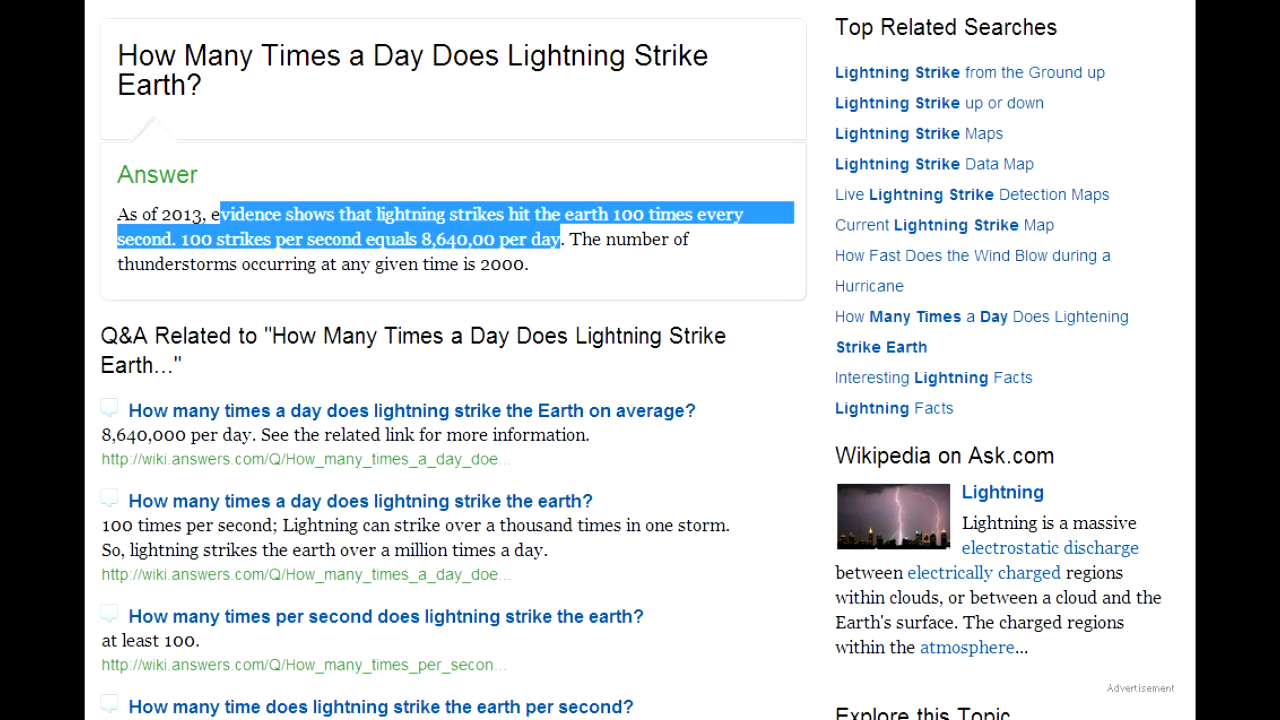 How Many Times a Day Does Lightning Strike
Earth?
Answer
As of 2013, evidence shows that lightning strikes hit the earth 100 times every
second. 100 strikes per second equals 8,640,00 per day. The number of
thunderstorms occurring at any given time is 2000.
Q&A Related to "How Many Times a Day Does Lightning Strike
Earth..."
How many times a day does lightning strike the Earth on average?
8,640,000 per day. See the related link for more information.
http://wiki.answers.com/Q/How_many_times_a_day_doe...
How many times a day does lightning strike the earth?
100 times per second; Lightning can strike over a thousand times in one storm.
So, lightning strikes the earth over a million times a day.
http://wiki.answers.com/Q/How_many_times_a_day_doe...
How many times per second does lightning strike the earth?
at least 100.
http://wiki.answers.com/Q/How_many_times_per_secon...
How many time does lightning strike the earth per second?
Top Related Searches
Lightning Strike from the Ground up
Lightning Strike up or down
Lightning Strike Maps
Lightning Strike Data Map
Live Lightning Strike Detection Maps
Current Lightning Strike Map
How Fast Does the Wind Blow during a
Hurricane
How Many Times a Day Does Lightening
Strike Earth
Interesting Lightning Facts
Lightning Facts
Wikipedia on Ask.com
Lightning
Lightning is a massive
electrostatic discharge
between electrically charged regions
within clouds, or between a cloud and the
Earth's surface. The charged regions
within the atmosphere...
Advertisement
Explore this Topic